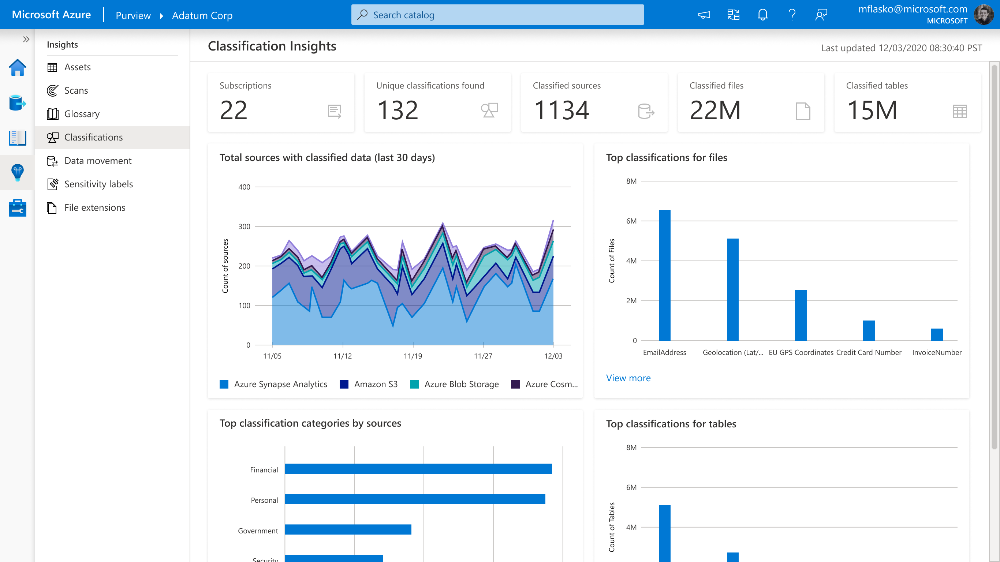 Microsoft Azure
Purview
Adatum Corp
Search catalog
mflasko@microsoft.com
MICROSOFT
Insights
Assets
Scans
Glossary
Classifications
Data movement
Sensitivity labels
File extensions
Classification Insights
Last updated 12/03/2020 08:30:40 PST
Subscriptions
22
Unique classifications found
132
Classified sources
1134
Classified files
22M
Classified tables
15M
Total sources with classified data (last 30 days)
Count of sources
400
300
200
100
0
11/05 11/12 11/19 11/27 12/03
Azure Synapse Analytics Amazon S3 Azure Blob Storage Azure Cosm...
Top classifications for files
Count of Files
8M
6M
4M
2M
0
EmailAddress Geolocation (Lat/... EU GPS Coordinates Credit Card Number InvoiceNumber
View more
Top classification categories by sources
Financial
Personal
Government
Security
Top classifications for tables
Count of Tables
8M
6M
4M